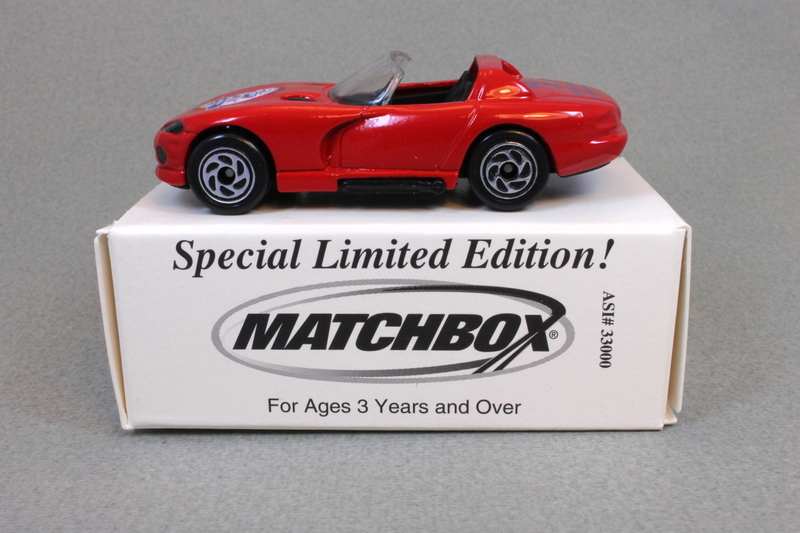 Special Limited Edition!
MATCHBOX®
ASI# 33000
For Ages 3 Years and Over